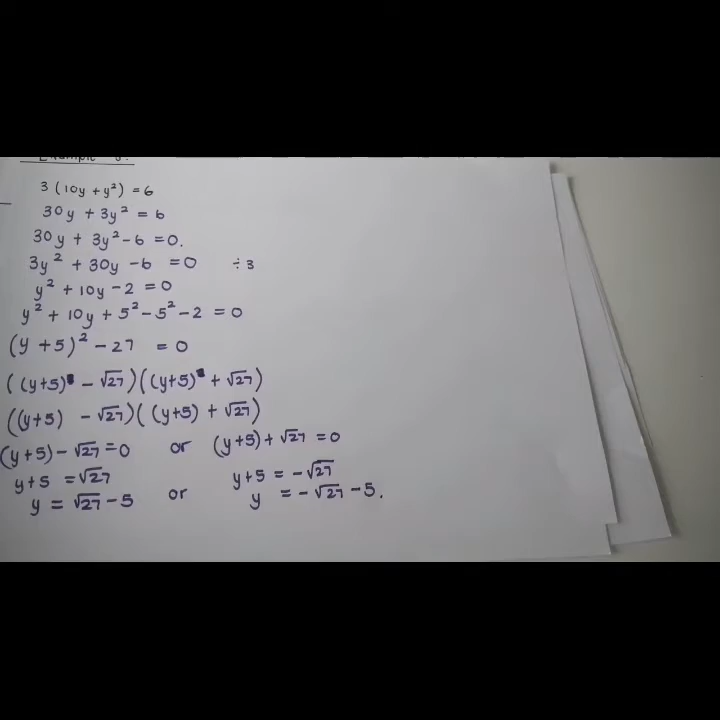 3 (10y + y²) = 6
30y + 3y² = 6
30y + 3y² - 6 = 0.
3y² + 30y - 6 = 0 ÷ 3
y² + 10y - 2 = 0
y² + 10y + 5² - 5² - 2 = 0
(y + 5)² - 27 = 0
((y+5) - √27)((y+5) + √27)
((y+5) - √27)((y+5) + √27)
(y+5) - √27 = 0 or (y+5) + √27 = 0
y+5 = √27 y+5 = -√27
y = √27 - 5 or y = -√27 - 5.